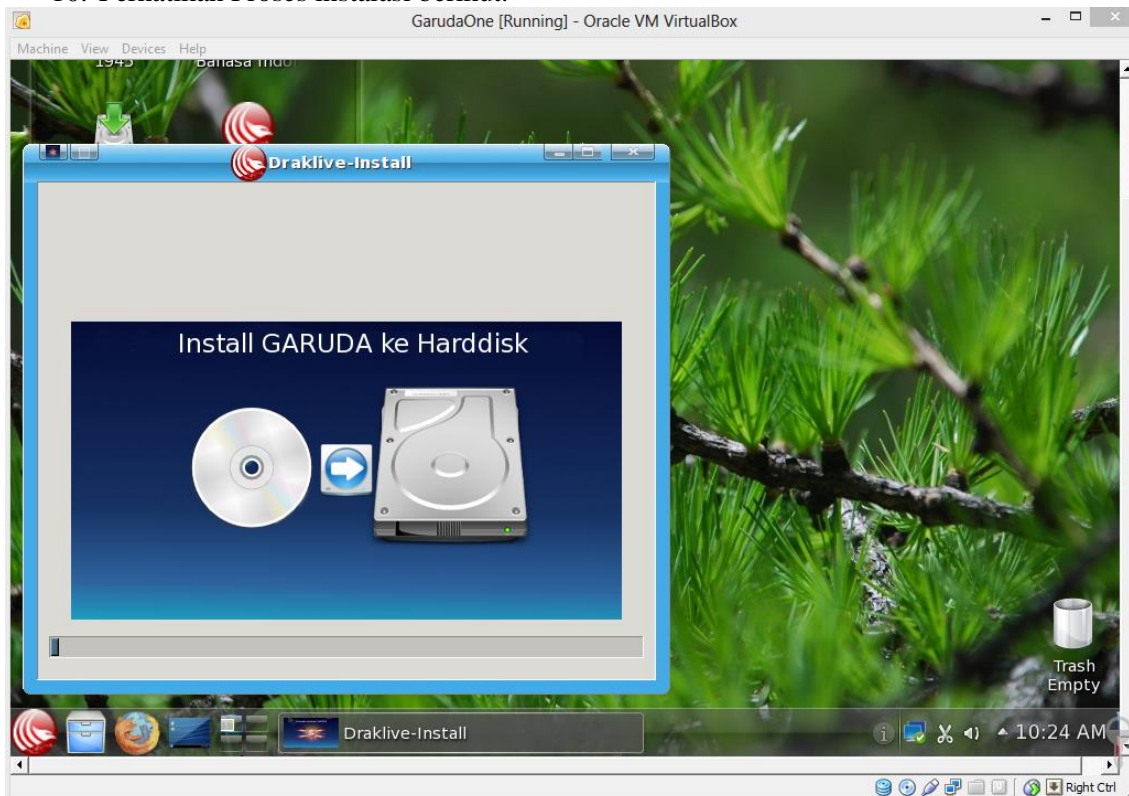 GarudaOne [Running] - Oracle VM VirtualBox
Machine View Devices Help
1945
Draklive-Install
Install GARUDA ke Harddisk
Trash
Empty
Draklive-Install
10:24 AM
Right Ctrl